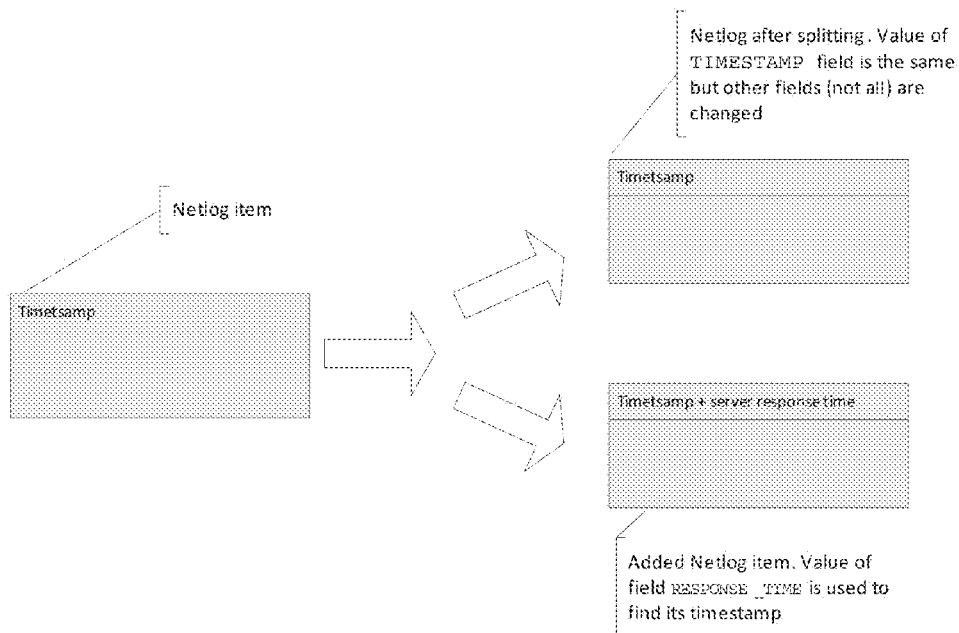 Netlog after splitting. Value of
TIMESTAMP field is the same
but other fields (not all) are
changed
Timetsamp
Netlog item
Timetsamp
Timetsamp + server response time
Added Netlog item. Value of
field RESPONSE_TIME is used to
find its timestamp